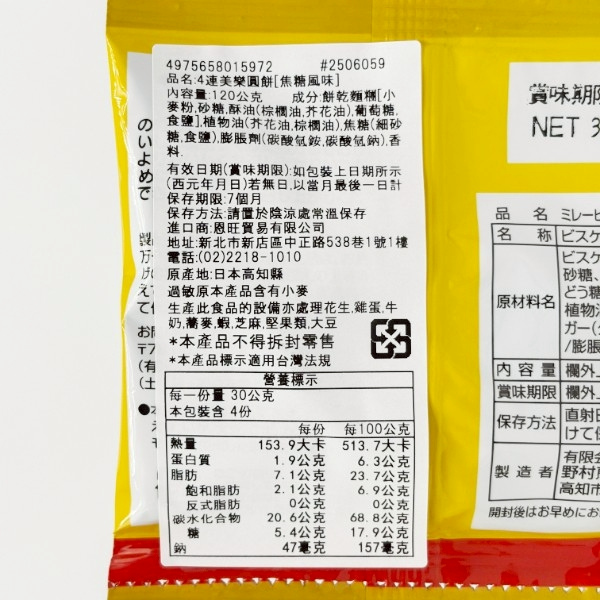 4975658015972 #2506059
品名:4連美樂圓餅[焦糖風味]
內容量:120公克 成分:餅乾麵糰[小
麥粉,砂糖,酥油(棕櫚油,芥花油),葡萄糖,
食鹽],植物油(芥花油,棕櫚油),焦糖(細砂
糖,食鹽),膨脹劑(碳酸氫銨,碳酸氫鈉),香
料.
有效日期(賞味期限):如包裝上日期所示
(西元年月日)若無日,以當月最後一日計
保存期限:7個月
保存方法:請置於陰涼處常溫保存
進口商:恩旺貿易有限公司
地址:新北市新店區中正路538巷1號1樓
電話:(02)2218-1010
原產地:日本高知縣
過敏原本產品含有小麥
生產此食品的設備亦處理花生,雞蛋,牛
奶,蕎麥,蝦,芝麻,堅果類,大豆
*本產品不得拆封零售
*本產品標示適用台灣法規
營養標示
每一份量 30公克
本包裝含 4份
每份 每100公克
熱量 153.9大卡 513.7大卡
蛋白質 1.9公克 6.3公克
脂肪 7.1公克 23.7公克
飽和脂肪 2.1公克 6.9公克
反式脂肪 0公克 0公克
碳水化合物 20.6公克 68.8公克
糖 5.4公克 17.9公克
鈉 47毫克 157毫克
のいよめで
賞味期限
NET 3
品名 ミレービ
名称 ビスケ
原材料名 ビスケ
砂糖、
どう糖
植物油
ガー(
/膨脹
内容量 欄外
賞味期限 欄外
保存方法 直射日
けて保
製造者 有限会
野村
高知市
開封後はお早めにお